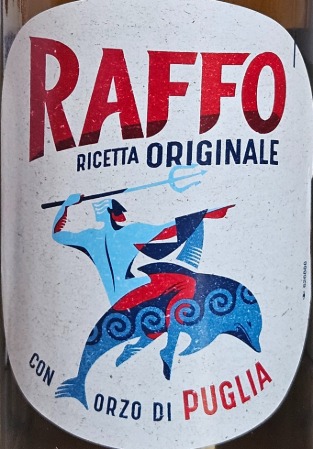 RAFFO
RICETTA ORIGINALE
CON ORZO DI PUGLIA